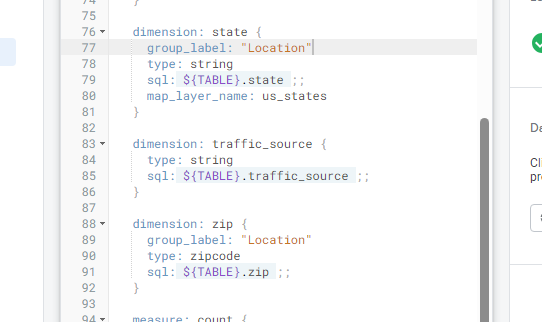 74 }
75
76 dimension: state {
77 group_label: "Location"
78 type: string
79 sql: ${TABLE}.state ;;
80 map_layer_name: us_states
81 }
82
83 dimension: traffic_source {
84 type: string
85 sql: ${TABLE}.traffic_source ;;
86 }
87
88 dimension: zip {
89 group_label: "Location"
90 type: zipcode
91 sql: ${TABLE}.zip ;;
92 }
93
94 measure: count {
Da
Cli
pr